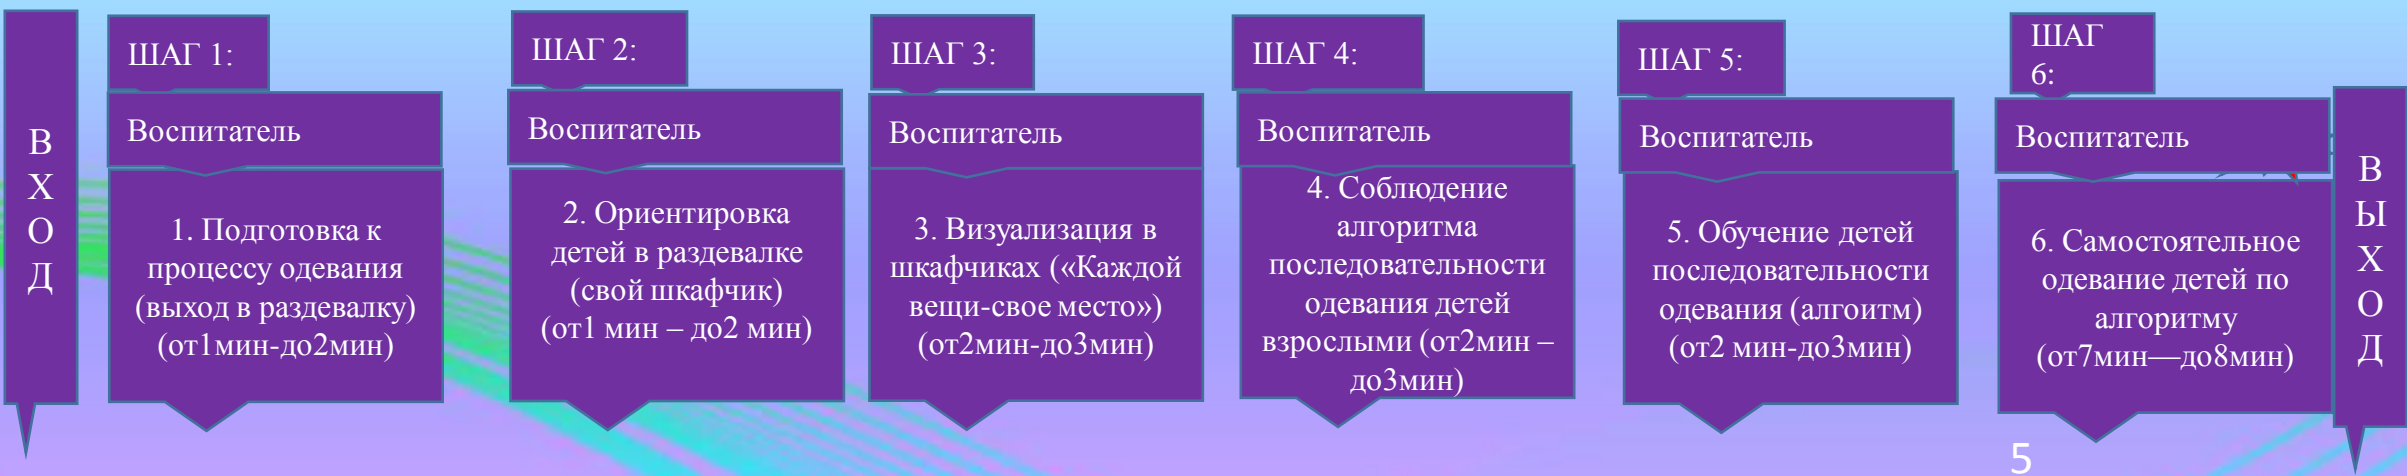 В
Х
О
Д
ШАГ 1:
Воспитатель
1. Подготовка к
процессу одевания
(выход в раздевалку)
(от1мин-до2мин)
ШАГ 2:
Воспитатель
2. Ориентировка
детей в раздевалке
(свой шкафчик)
(от1 мин – до2 мин)
ШАГ 3:
Воспитатель
3. Визуализация в
шкафчиках («Каждой
вещи-свое место»)
(от2мин-до3мин)
ШАГ 4:
Воспитатель
4. Соблюдение
алгоритма
последовательности
одевания детей
взрослыми (от2мин –
до3мин)
ШАГ 5:
Воспитатель
5. Обучение детей
последовательности
одевания (алгоитм)
(от2 мин-до3мин)
ШАГ
6:
Воспитатель
6. Самостоятельное
одевание детей по
алгоритму
(от7мин—до8мин)
В
Ы
Х
О
Д
5